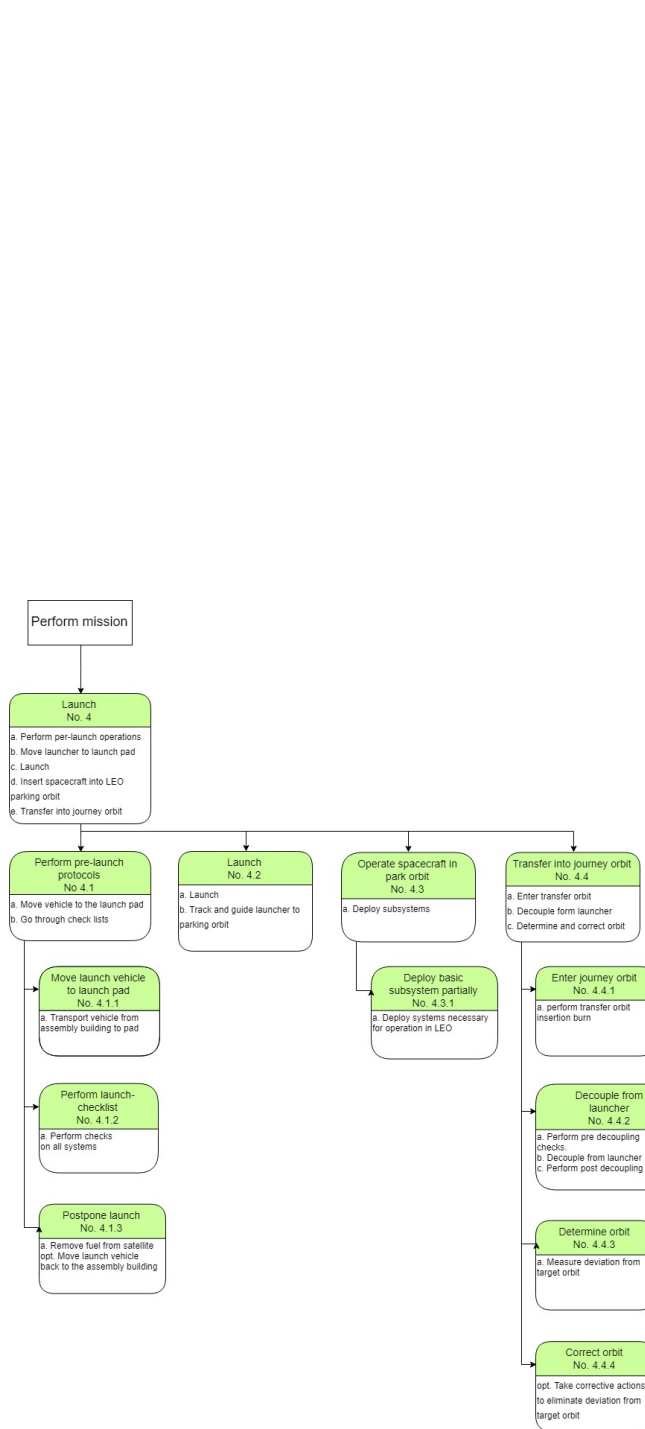 Perform mission
Launch
No. 4
a. Perform per-launch operations
b. Move launcher to launch pad
c. Launch
d. Insert spacecraft into LEO
parking orbit
e. Transfer into journey orbit
Perform pre-launch
protocols
No 4.1
a. Move vehicle to the launch pad
b. Go through check lists
Launch
No. 4.2
a. Launch
b. Track and guide launcher to
parking orbit
Operate spacecraft in
park orbit
No. 4.3
a. Deploy subsystems
Transfer into journey orbit
No. 4.4
a. Enter transfer orbit
b. Decouple form launcher
c. Determine and correct orbit
Move launch vehicle
to launch pad
No. 4.1.1
a. Transport vehicle from
assembly building to pad
Deploy basic
subsystem partially
No. 4.3.1
a. Deploy systems necessary
for operation in LEO
Enter journey orbit
No. 4.4.1
a. perform transfer orbit
insertion burn
Perform launch-
checklist
No. 4.1.2
a. Perform checks
on all systems
Decouple from
launcher
No. 4.4.2
a. Perform pre decoupling
checks.
b. Decouple from launcher
c. Perform post decoupling
Postpone launch
No. 4.1.3
a. Remove fuel from satellite
opt. Move launch vehicle
back to the assembly building
Determine orbit
No. 4.4.3
a. Measure deviation from
target orbit
Correct orbit
No. 4.4.4
opt. Take corrective actions
to eliminate deviation from
target orbit